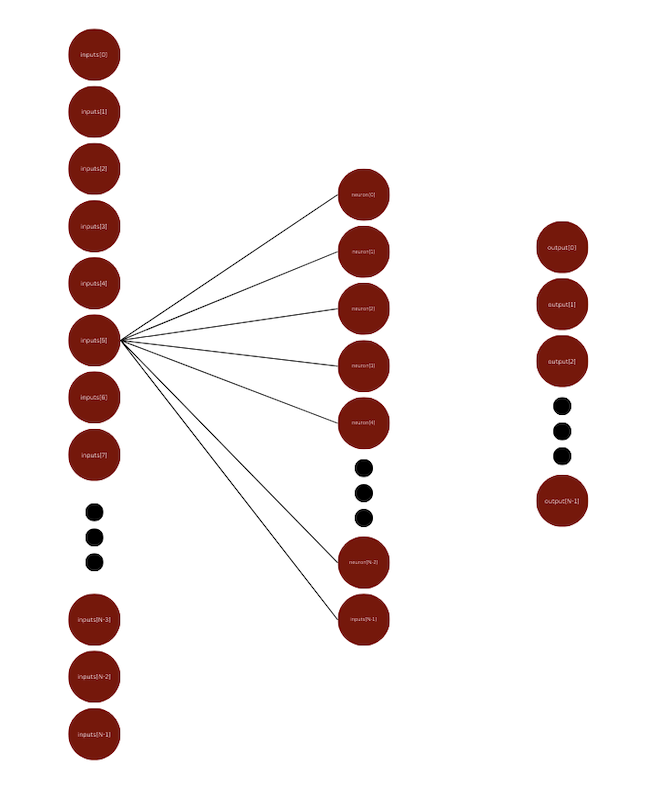 inputs[0]
inputs[1]
inputs[2]
inputs[3]
inputs[4]
inputs[5]
inputs[6]
inputs[7]
inputs[N-3]
inputs[N-2]
inputs[N-1]
neuron[0]
neuron[1]
neuron[2]
neuron[3]
neuron[4]
neuron[N-2]
inputs[N-1]
output[0]
output[1]
output[2]
output[N-1]